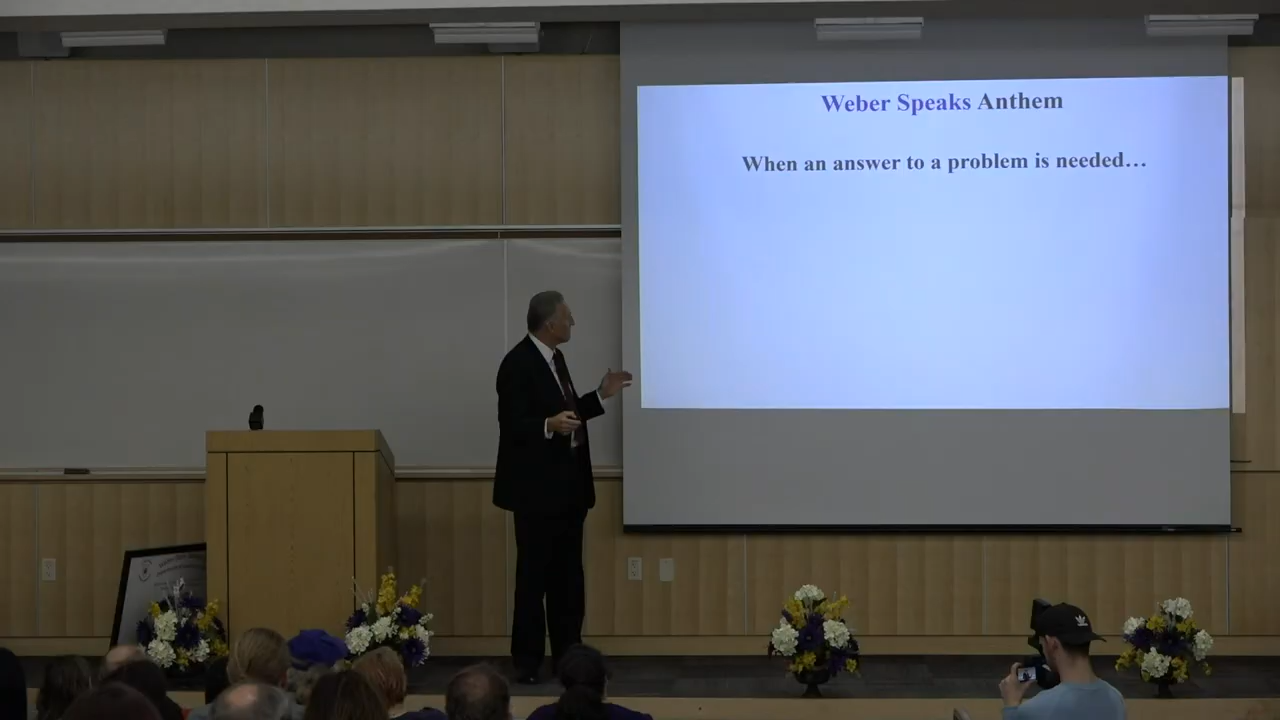 Weber Speaks Anthem
When an answer to a problem is needed…